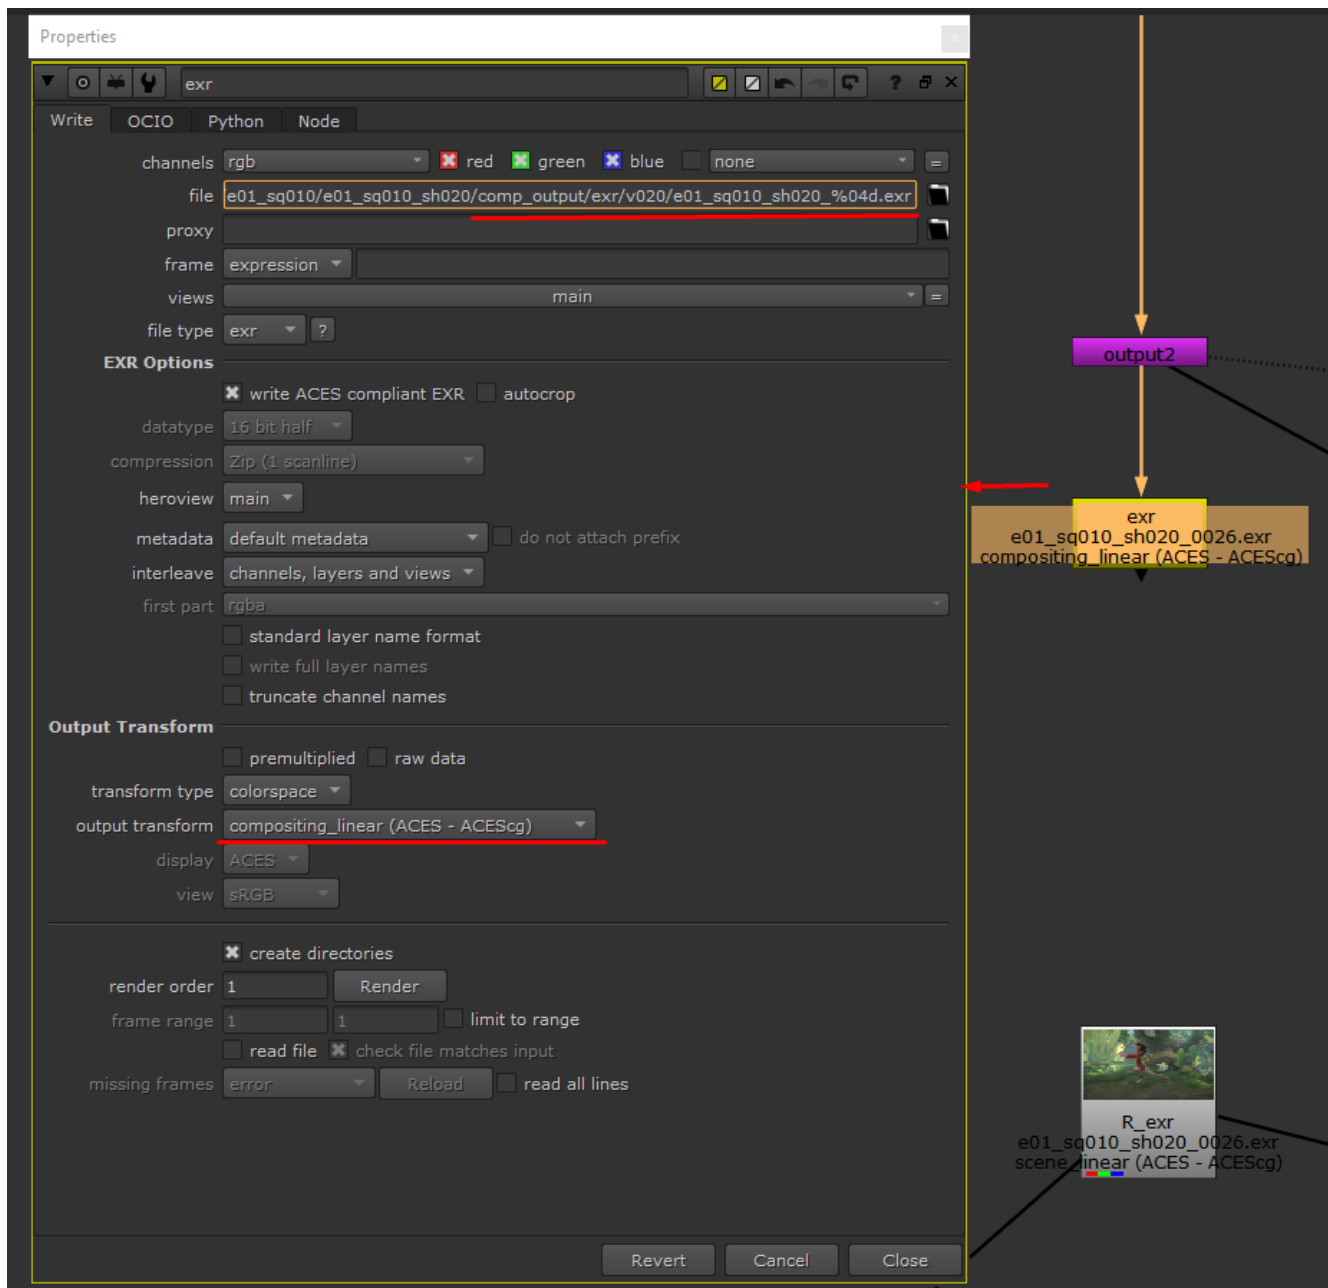 Properties
x
exr
?
Write OCIO Python Node
channels rgb red green blue none =
file /e01_sq010/e01_sq010_sh020/comp_output/exr/v020/e01_sq010_sh020_%04d.exr
proxy
frame expression
views main =
file type exr ?
EXR Options
write ACES compliant EXR autocrop
datatype 16 bit half
compression Zip (1 scanline)
heroview main
metadata default metadata do not attach prefix
interleave channels, layers and views
first part rgba
standard layer name format
write full layer names
truncate channel names
Output Transform
premultiplied raw data
transform type colorspace
output transform compositing_linear (ACES - ACEScg)
display ACES
view sRGB
create directories
render order 1 Render
frame range 1 1 limit to range
read file check file matches input
missing frames error Reload read all lines
Revert Cancel Close
output2
exr
e01_sq010_sh020_0026.exr
compositing_linear (ACES - ACEScg)
R_exr
e01_sq010_sh020_0026.exr
scene_linear (ACES - ACEScg)